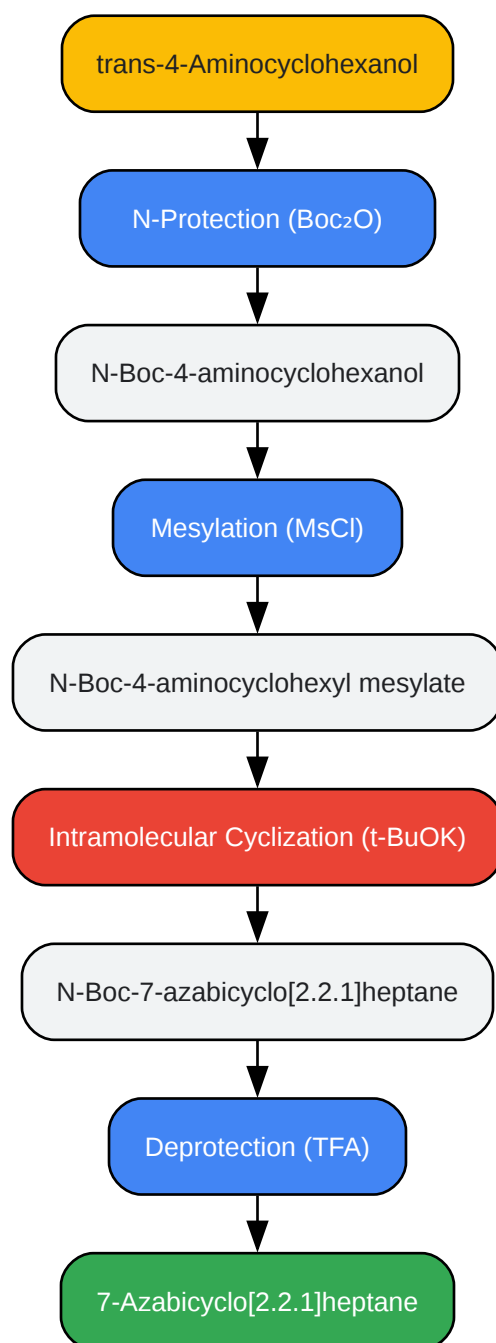 trans-4-Aminocyclohexanol
N-Protection (Boc₂O)
N-Boc-4-aminocyclohexanol
Mesylation (MsCl)
N-Boc-4-aminocyclohexyl mesylate
Intramolecular Cyclization (t-BuOK)
N-Boc-7-azabicyclo[2.2.1]heptane
Deprotection (TFA)
7-Azabicyclo[2.2.1]heptane